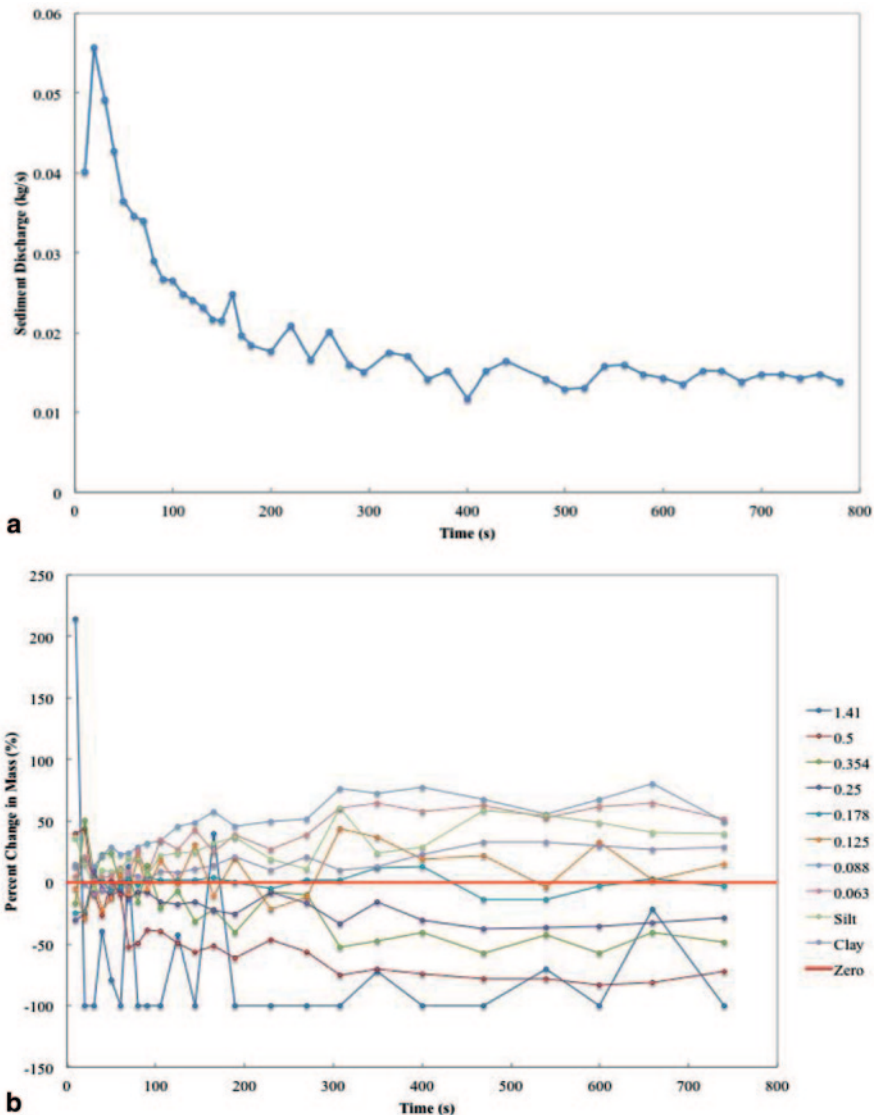 0.06
0.05
0.04
0.03
0.02
0.01
0
Sediment Discharge (kg/s)
0 100 200 300 400 500 600 700 800
Time (s)
a
250
200
150
100
50
0
-50
-100
-150
Percent Change in Mass (%)
0 100 200 300 400 500 600 700 800
Time (s)
1.41
0.5
0.354
0.25
0.178
0.125
0.088
0.063
Silt
Clay
Zero
b